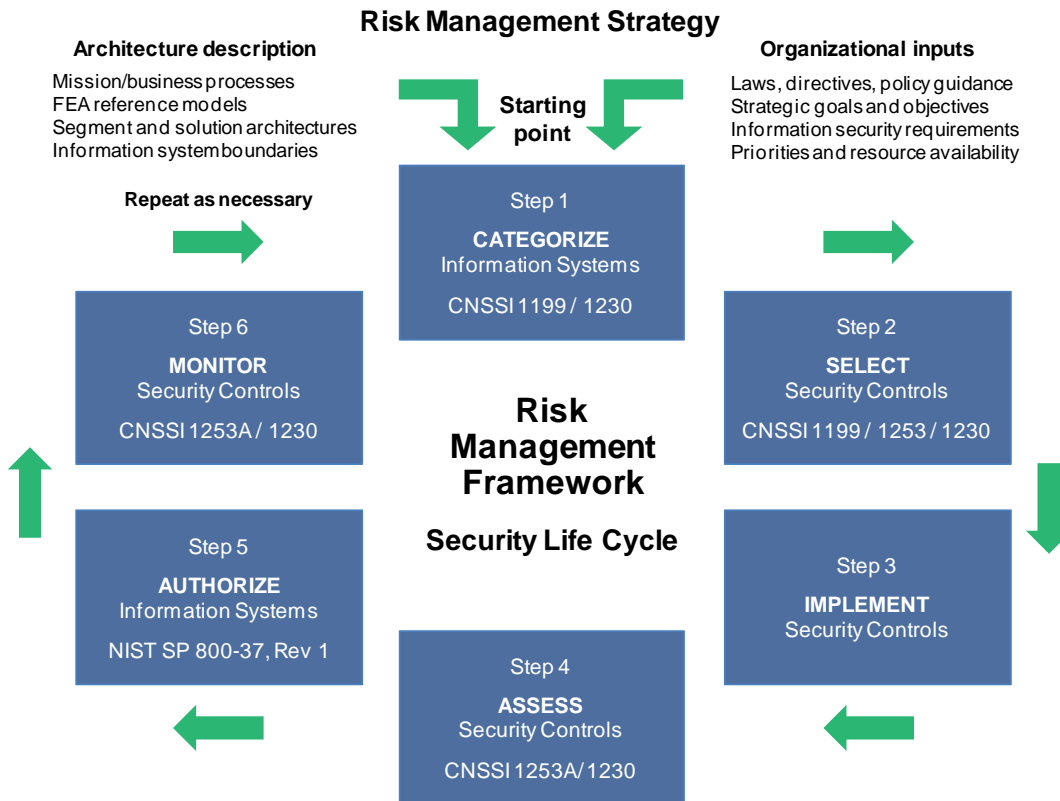 Risk Management Strategy
Architecture description
Mission/business processes
FEA reference models
Segment and solution architectures
Information system boundaries
Organizational inputs
Laws, directives, policy guidance
Strategic goals and objectives
Information security requirements
Priorities and resource availability
Starting
point
Repeat as necessary
Step 1
CATEGORIZE
Information Systems
CNSSI 1199 / 1230
Step 2
SELECT
Security Controls
CNSSI 1199 / 1253 / 1230
Step 3
IMPLEMENT
Security Controls
Step 4
ASSESS
Security Controls
CNSSI 1253A/ 1230
Step 5
AUTHORIZE
Information Systems
NIST SP 800-37, Rev 1
Step 6
MONITOR
Security Controls
CNSSI 1253A / 1230
Risk
Management
Framework
Security Life Cycle